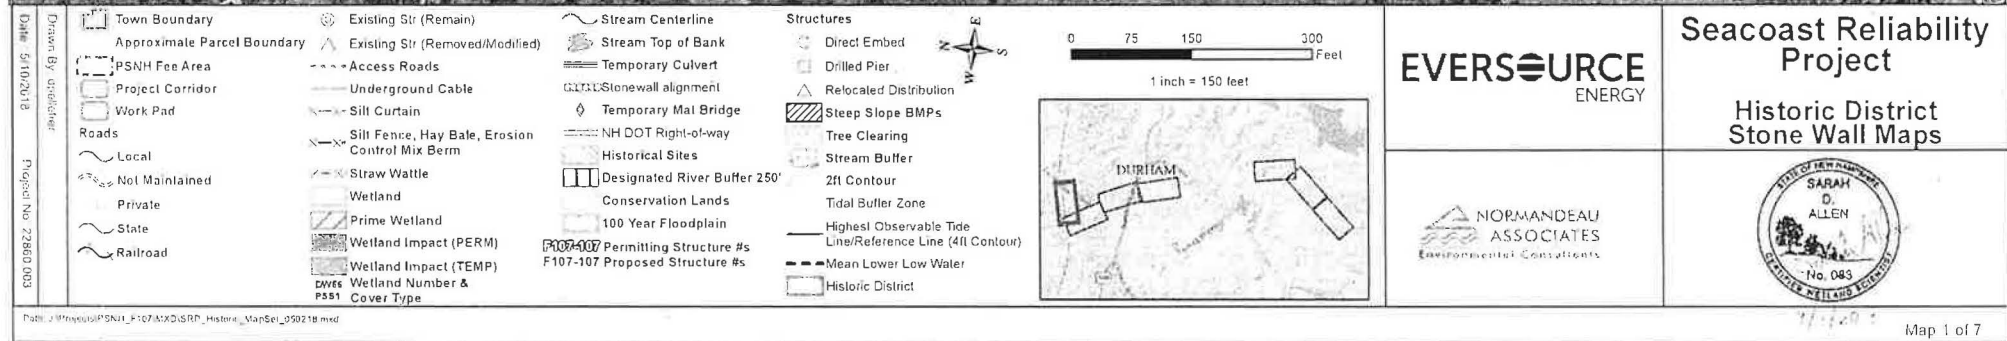 Date 5/10/2018
Project No. 22860.003
Drawn By
Town Boundary
Approximate Parcel Boundary
PSNH Fee Area
Project Corridor
Work Pad
Roads
Local
Not Maintained
Private
State
Railroad
Existing Str (Remain)
Existing Str (Removed/Modified)
Access Roads
Underground Cable
Silt Curtain
Silt Fence, Hay Bale, Erosion
Control Mix Berm
Straw Wattle
Wetland
Prime Wetland
Wetland Impact (PERM)
Wetland Impact (TEMP)
Wetland Number &
PSS1 Cover Type
Stream Centerline
Stream Top of Bank
Temporary Culvert
Stonewall alignment
Temporary Mat Bridge
NH DOT Right-of-way
Historical Sites
Designated River Buffer 250'
Conservation Lands
100 Year Floodplain
F107-107 Permitting Structure #s
F107-107 Proposed Structure #s
Structures
Direct Embed
Drilled Pier
Relocated Distribution
Steep Slope BMPs
Tree Clearing
Stream Buffer
2ft Contour
Tidal Buffer Zone
Highest Observable Tide
Line/Reference Line (4ft Contour)
Mean Lower Low Water
Historic District
N E S W
0 75 150 300
Feet
1 inch = 150 feet
DURHAM
EVERSOURCE
ENERGY
NORMANDEAU
ASSOCIATES
Environmental Consultants
Seacoast Reliability
Project
Historic District
Stone Wall Maps
STATE OF NEW HAMPSHIRE
SARAH
D.
ALLEN
No. 083
CERTIFIED WETLAND SCIENTIST
Path: J:\Projects\PSNH_F107\MXD\SRP_Historic_MapSet_050218.mxd
Map 1 of 7